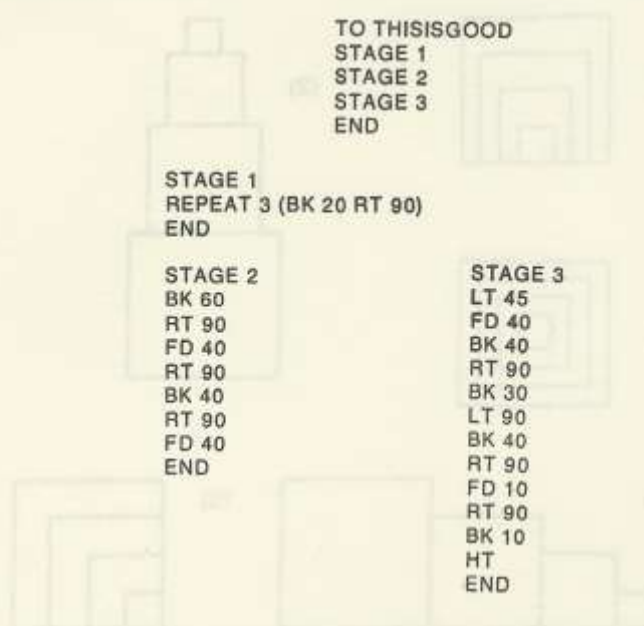 TO THISISGOOD
STAGE 1
STAGE 2
STAGE 3
END
STAGE 1
REPEAT 3 (BK 20 RT 90)
END
STAGE 2
BK 60
RT 90
FD 40
RT 90
BK 40
RT 90
FD 40
END
STAGE 3
LT 45
FD 40
BK 40
RT 90
BK 30
LT 90
BK 40
RT 90
FD 10
RT 90
BK 10
HT
END